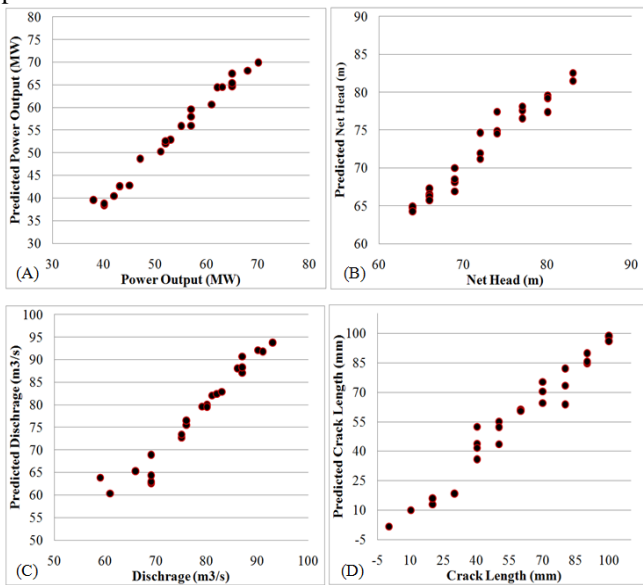 80
75
70
65
60
55
50
45
40
35
30
30 40 50 60 70 80
Predicted Power Output (MW)
(A)
Power Output (MW)
90
85
80
75
70
65
60
60 70 80 90
Predicted Net Head (m)
(B)
Net Head (m)
100
95
90
85
80
75
70
65
60
55
50
50 60 70 80 90 100
Predicted Dischrage (m3/s)
(C)
Dischrage (m3/s)
100
85
70
55
40
25
10
-5
-5 10 25 40 55 70 85 100
Predicted Crack Length (mm)
(D)
Crack Length (mm)